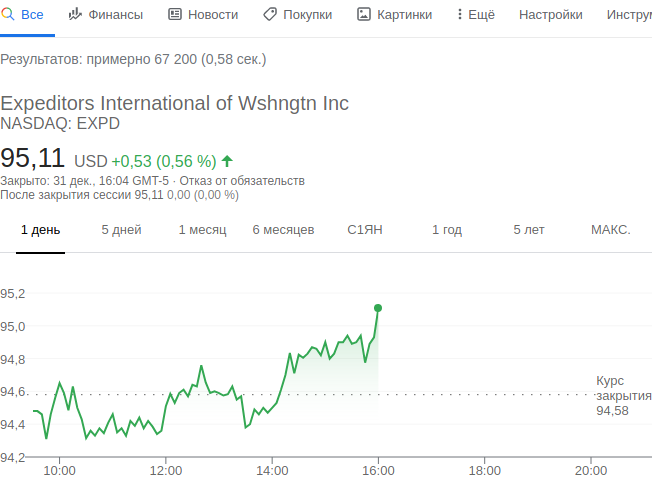 Все Финансы Новости Покупки Картинки Ещё Настройки
Результатов: примерно 67 200 (0,58 сек.)
Expeditors International of Wshngtn Inc
NASDAQ: EXPD
95,11 USD +0,53 (0,56 %)
Закрыто: 31 дек., 16:04 GMT-5 · Отказ от обязательств
После закрытия сессии 95,11 0,00 (0,00 %)
1 день 5 дней 1 месяц 6 месяцев С1ЯН 1 год 5 лет МАКС.
95,2
95,0
94,8
94,6
94,4
94,2
Курс
закрытия
94,58
10:00 12:00 14:00 16:00 18:00 20:00